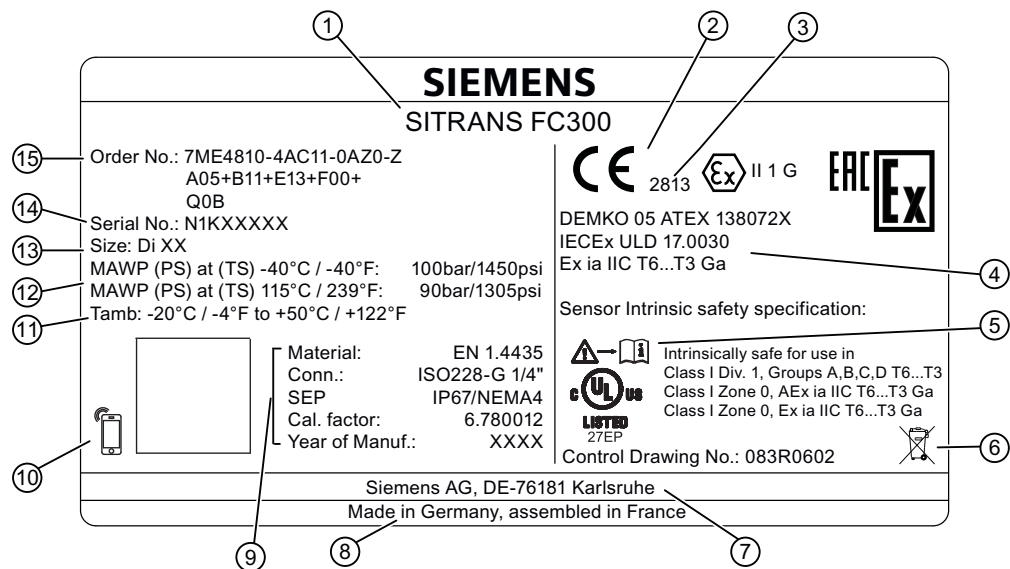 ① ② ③
SIEMENS
SITRANS FC300
⑮ Order No.: 7ME4810-4AC11-0AZ0-Z
A05+B11+E13+F00+
Q0B
⑭ Serial No.: N1KXXXXX
⑬ Size: Di XX
MAWP (PS) at (TS) -40°C / -40°F: 100bar/1450psi
⑫ MAWP (PS) at (TS) 115°C / 239°F: 90bar/1305psi
⑪ Tamb: -20°C / -4°F to +50°C / +122°F
Material: EN 1.4435
Conn.: ISO228-G 1/4"
SEP IP67/NEMA4
Cal. factor: 6.780012
Year of Manuf.: XXXX
⑩
⑨
CE 2813 Ex II 1 G EAC Ex
DEMKO 05 ATEX 138072X
IECEx ULD 17.0030
Ex ia IIC T6...T3 Ga ④
Sensor Intrinsic safety specification:
⑤
i
C UL US
LISTED
27EP
Intrinsically safe for use in
Class I Div. 1, Groups A,B,C,D T6...T3
Class I Zone 0, AEx ia IIC T6...T3 Ga
Class I Zone 0, Ex ia IIC T6...T3 Ga
Control Drawing No.: 083R0602
⑥
Siemens AG, DE-76181 Karlsruhe
Made in Germany, assembled in France
⑧ ⑦